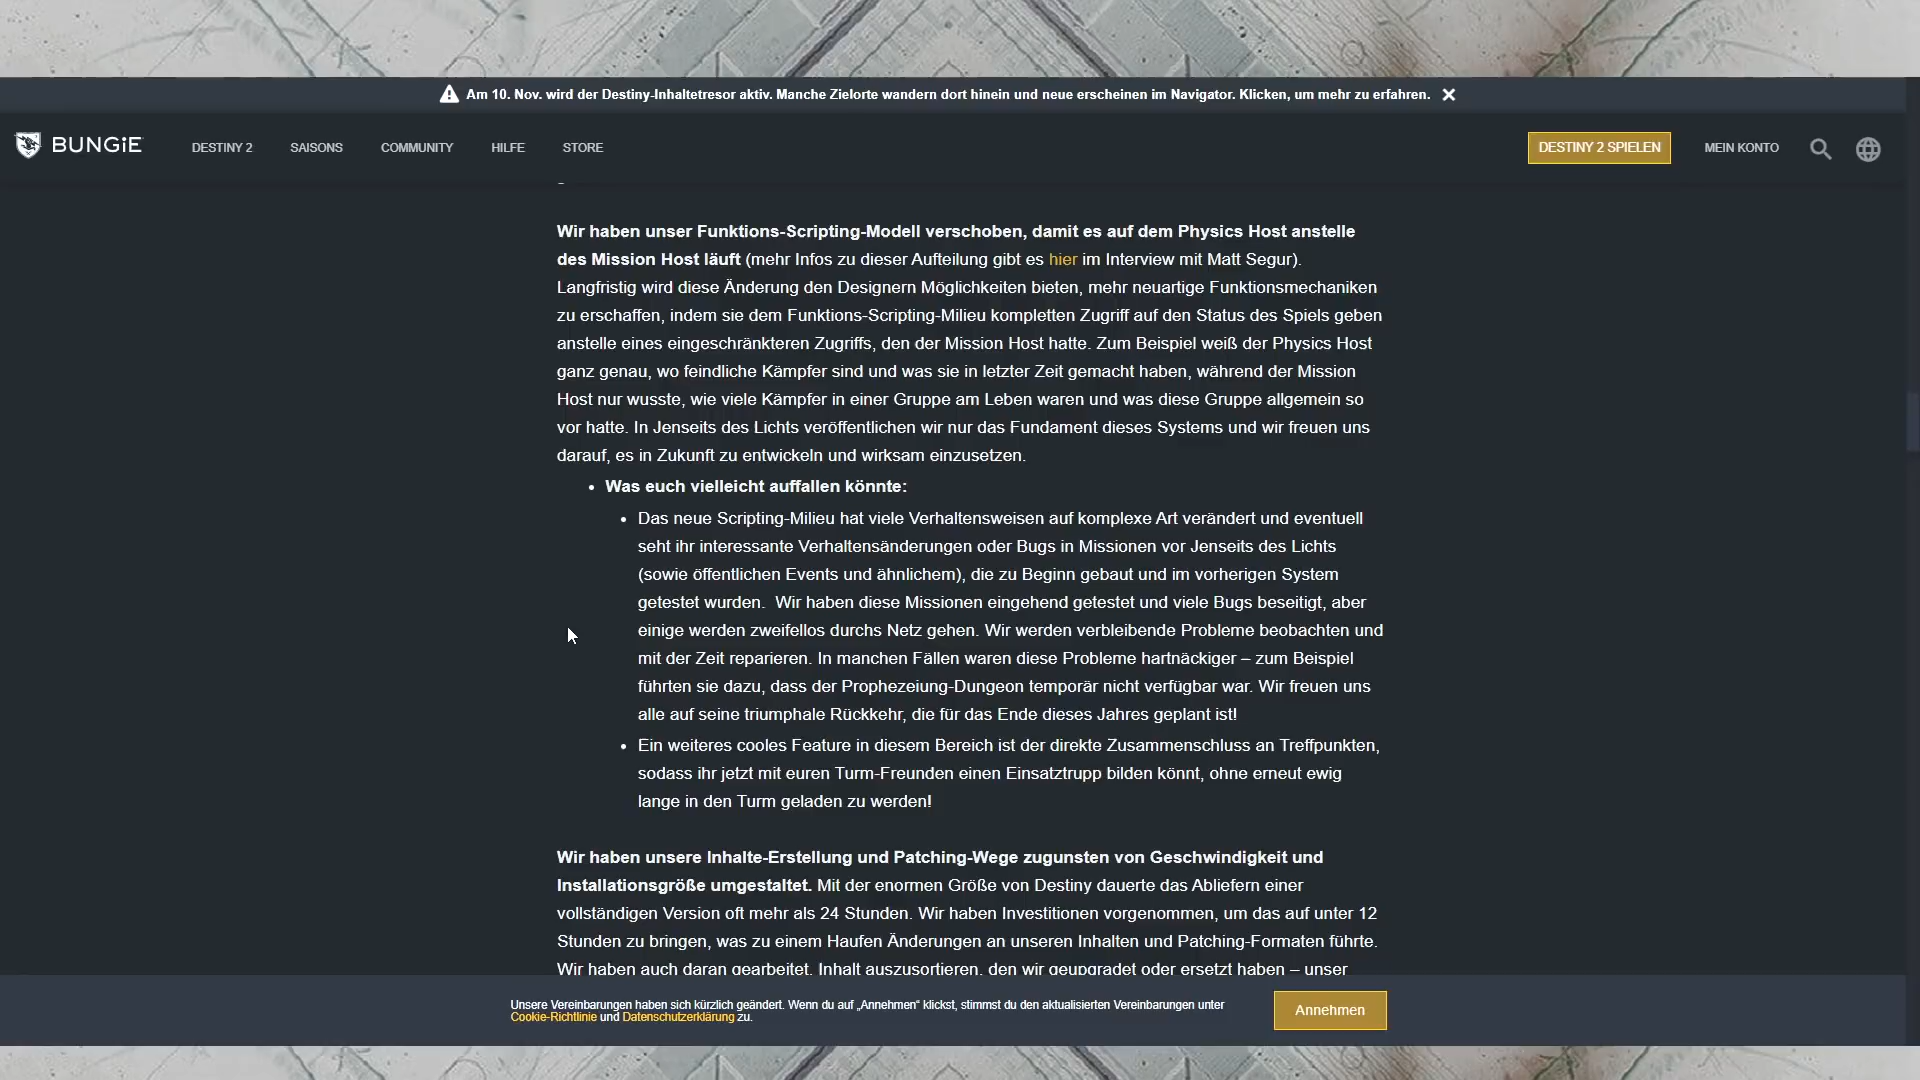 Am 10. Nov. wird der Destiny-Inhaltetresor aktiv. Manche Zielorte wandern dort hinein und neue erscheinen im Navigator. Klicken, um mehr zu erfahren.
BUNGiE
DESTINY 2
SAISONS
COMMUNITY
HILFE
STORE
DESTINY 2 SPIELEN
MEIN KONTO
Wir haben unser Funktions-Scripting-Modell verschoben, damit es auf dem Physics Host anstelle
des Mission Host läuft (mehr Infos zu dieser Aufteilung gibt es hier im Interview mit Matt Segur).
Langfristig wird diese Änderung den Designern Möglichkeiten bieten, mehr neuartige Funktionsmechaniken
zu erschaffen, indem sie dem Funktions-Scripting-Milieu kompletten Zugriff auf den Status des Spiels geben
anstelle eines eingeschränkteren Zugriffs, den der Mission Host hatte. Zum Beispiel weiß der Physics Host
ganz genau, wo feindliche Kämpfer sind und was sie in letzter Zeit gemacht haben, während der Mission
Host nur wusste, wie viele Kämpfer in einer Gruppe am Leben waren und was diese Gruppe allgemein so
vor hatte. In Jenseits des Lichts veröffentlichen wir nur das Fundament dieses Systems und wir freuen uns
darauf, es in Zukunft zu entwickeln und wirksam einzusetzen.
• Was euch vielleicht auffallen könnte:
• Das neue Scripting-Milieu hat viele Verhaltensweisen auf komplexe Art verändert und eventuell
seht ihr interessante Verhaltensänderungen oder Bugs in Missionen vor Jenseits des Lichts
(sowie öffentlichen Events und ähnlichem), die zu Beginn gebaut und im vorherigen System
getestet wurden.  Wir haben diese Missionen eingehend getestet und viele Bugs beseitigt, aber
einige werden zweifellos durchs Netz gehen. Wir werden verbleibende Probleme beobachten und
mit der Zeit reparieren. In manchen Fällen waren diese Probleme hartnäckiger – zum Beispiel
führten sie dazu, dass der Prophezeiung-Dungeon temporär nicht verfügbar war. Wir freuen uns
alle auf seine triumphale Rückkehr, die für das Ende dieses Jahres geplant ist!
• Ein weiteres cooles Feature in diesem Bereich ist der direkte Zusammenschluss an Treffpunkten,
sodass ihr jetzt mit euren Turm-Freunden einen Einsatztrupp bilden könnt, ohne erneut ewig
lange in den Turm geladen zu werden!
Wir haben unsere Inhalte-Erstellung und Patching-Wege zugunsten von Geschwindigkeit und
Installationsgröße umgestaltet. Mit der enormen Größe von Destiny dauerte das Abliefern einer
vollständigen Version oft mehr als 24 Stunden. Wir haben Investitionen vorgenommen, um das auf unter 12
Stunden zu bringen, was zu einem Haufen Änderungen an unseren Inhalten und Patching-Formaten führte.
Wir haben auch daran gearbeitet, Inhalt auszusortieren, den wir geupgradet oder ersetzt haben – unser
Unsere Vereinbarungen haben sich kürzlich geändert. Wenn du auf „Annehmen“ klickst, stimmst du den aktualisierten Vereinbarungen unter
Cookie-Richtlinie und Datenschutzerklärung zu.
Annehmen